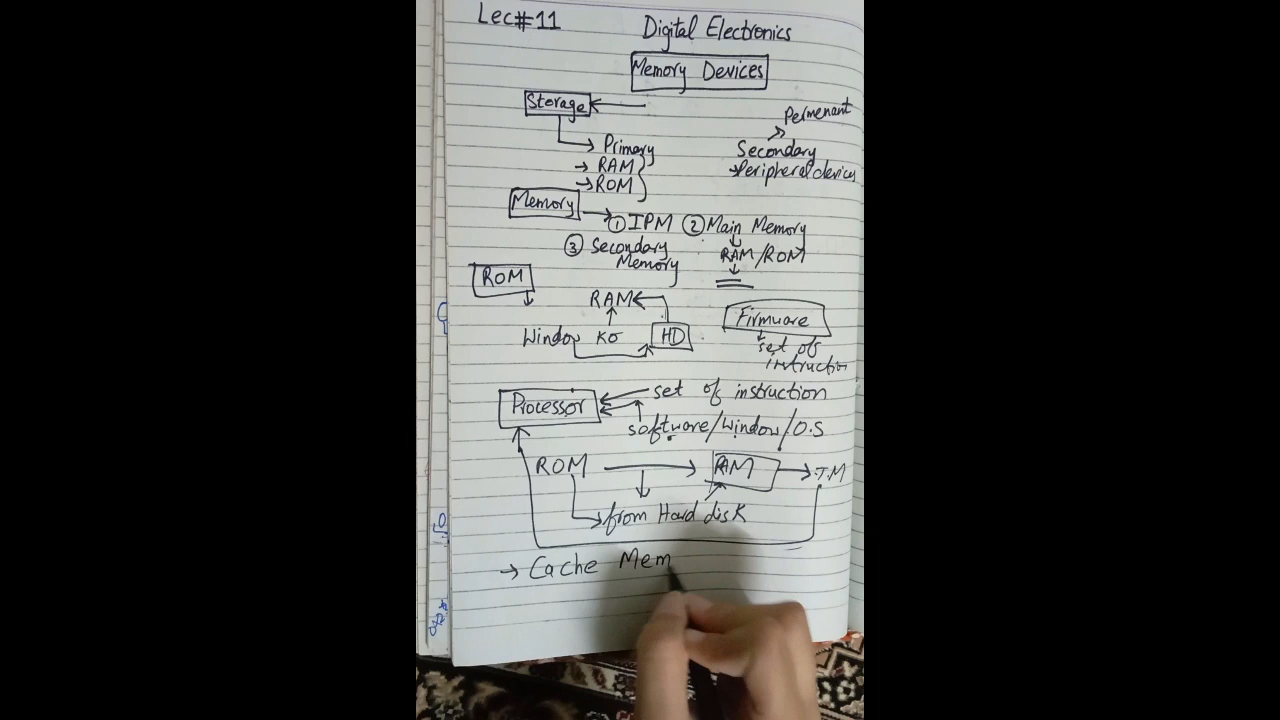 Lec#11
Digital Electronics
Memory Devices
Storage
Permenant
Primary
Secondary
→ RAM
→Peripheral devices
→ ROM
Memory
① IPM ② Main Memory
③ Secondary
Memory
RAM/ROM
ROM
RAM
Firmware
Window KO
HD
set of
instruction
Processor
set of instruction
software/window/O.S
ROM
RAM
T.M
from Hard disk
→ Cache Mem